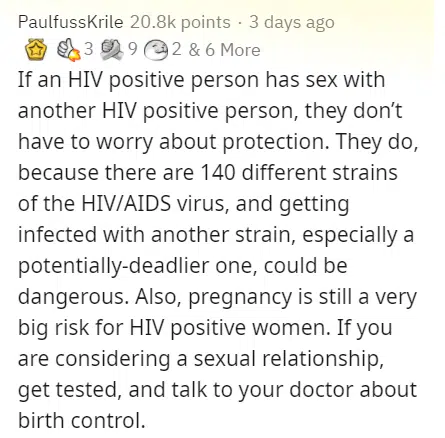 PaulfussKrile 20.8k points · 3 days ago
3 9 2 & 6 More
If an HIV positive person has sex with
another HIV positive person, they don't
have to worry about protection. They do,
because there are 140 different strains
of the HIV/AIDS virus, and getting
infected with another strain, especially a
potentially-deadlier one, could be
dangerous. Also, pregnancy is still a very
big risk for HIV positive women. If you
are considering a sexual relationship,
get tested, and talk to your doctor about
birth control.